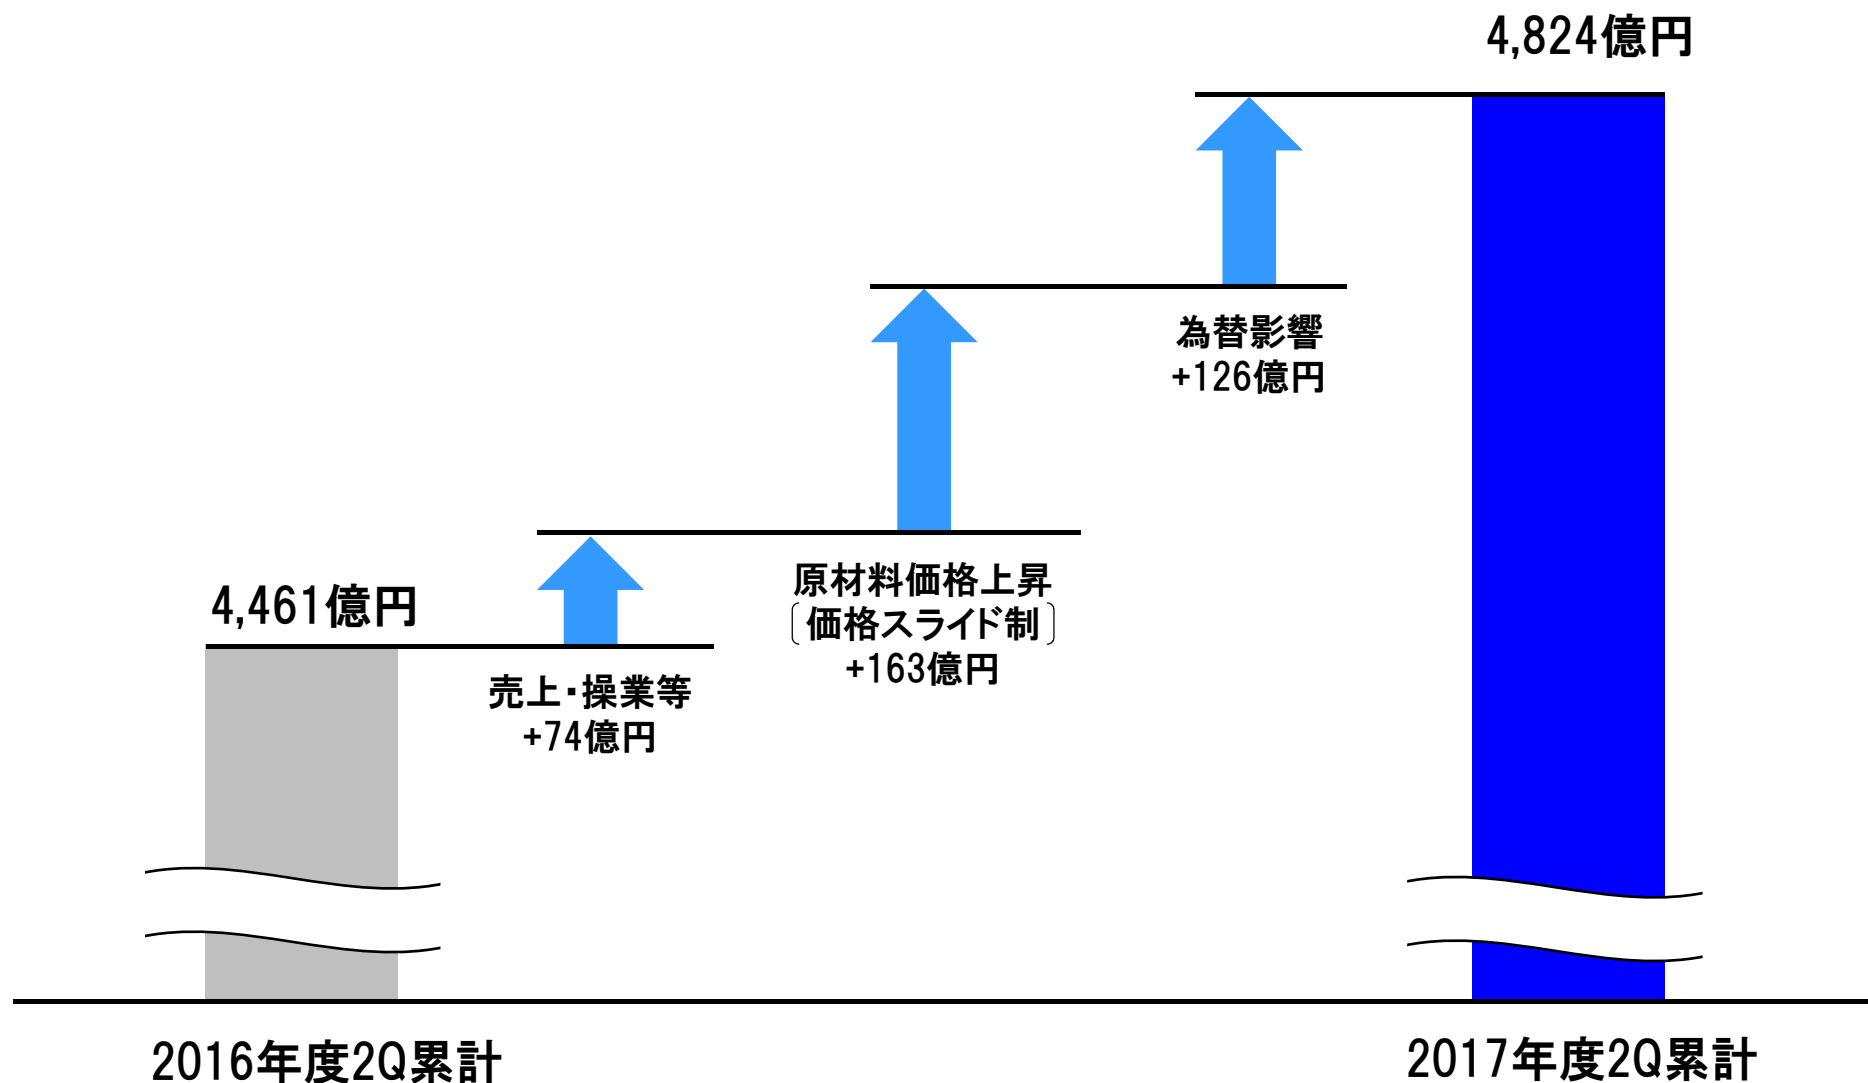 4,824億円
為替影響
+126億円
原材料価格上昇
〔価格スライド制〕
+163億円
4,461億円
売上・操業等
+74億円
2016年度2Q累計
2017年度2Q累計